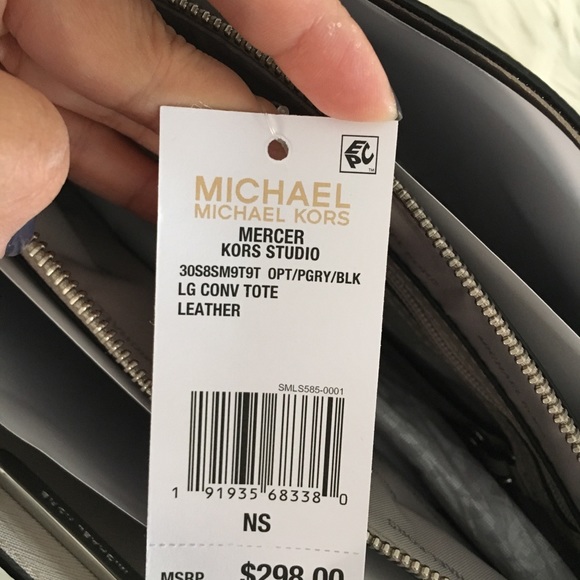 EPC
MICHAEL
MICHAEL KORS
MERCER
KORS STUDIO
30S8SM9T9T OPT/PGRY/BLK
LG CONV TOTE
LEATHER
SMLS585-0001
1 91935 68338 0
NS
MSRP $298.00